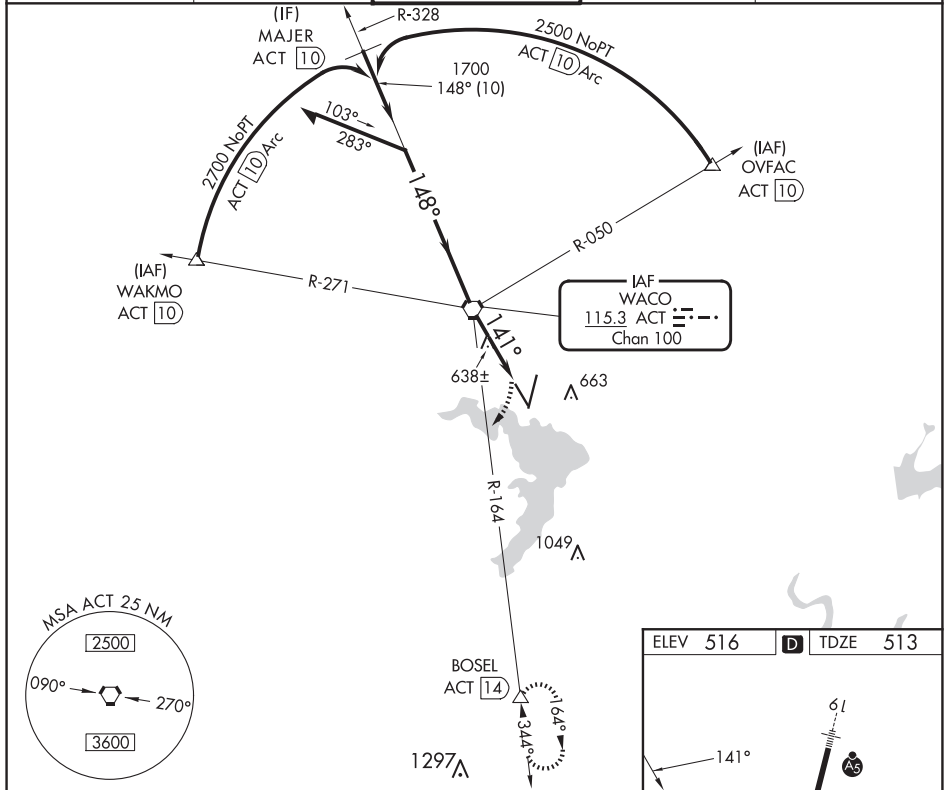 R-328
(IF)
MAJER
ACT 10
2500 NoPT
ACT 10 Arc
1700
148° (10)
103°
283°
2700 NoPT
ACT 10 Arc
148°
(IAF)
OVFAC
ACT 10
R-050
(IAF)
WAKMO
ACT 10
R-271
IAF
WACO
115.3 ACT
Chan 100
141°
638±
663
R-164
1049
MSA ACT 25 NM
2500
090°
270°
3600
BOSEL
ACT 14
164°
344°
1297
ELEV 516 D TDZE 513
19
141°
A5